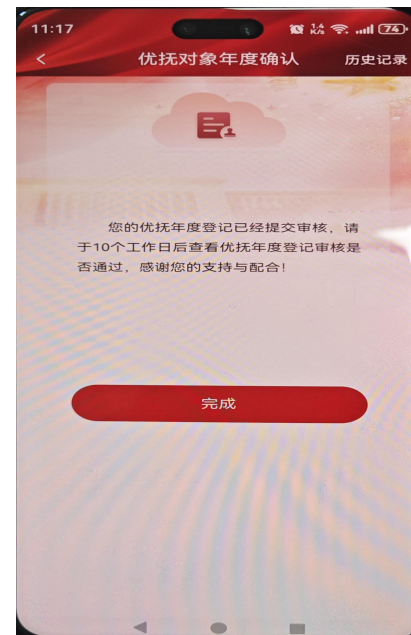 11:17
1.4 K/s
74
优抚对象年度确认
历史记录
您的优抚年度登记已经提交审核，请
于10个工作日后查看优抚年度登记审核是
否通过，感谢您的支持与配合！
完成